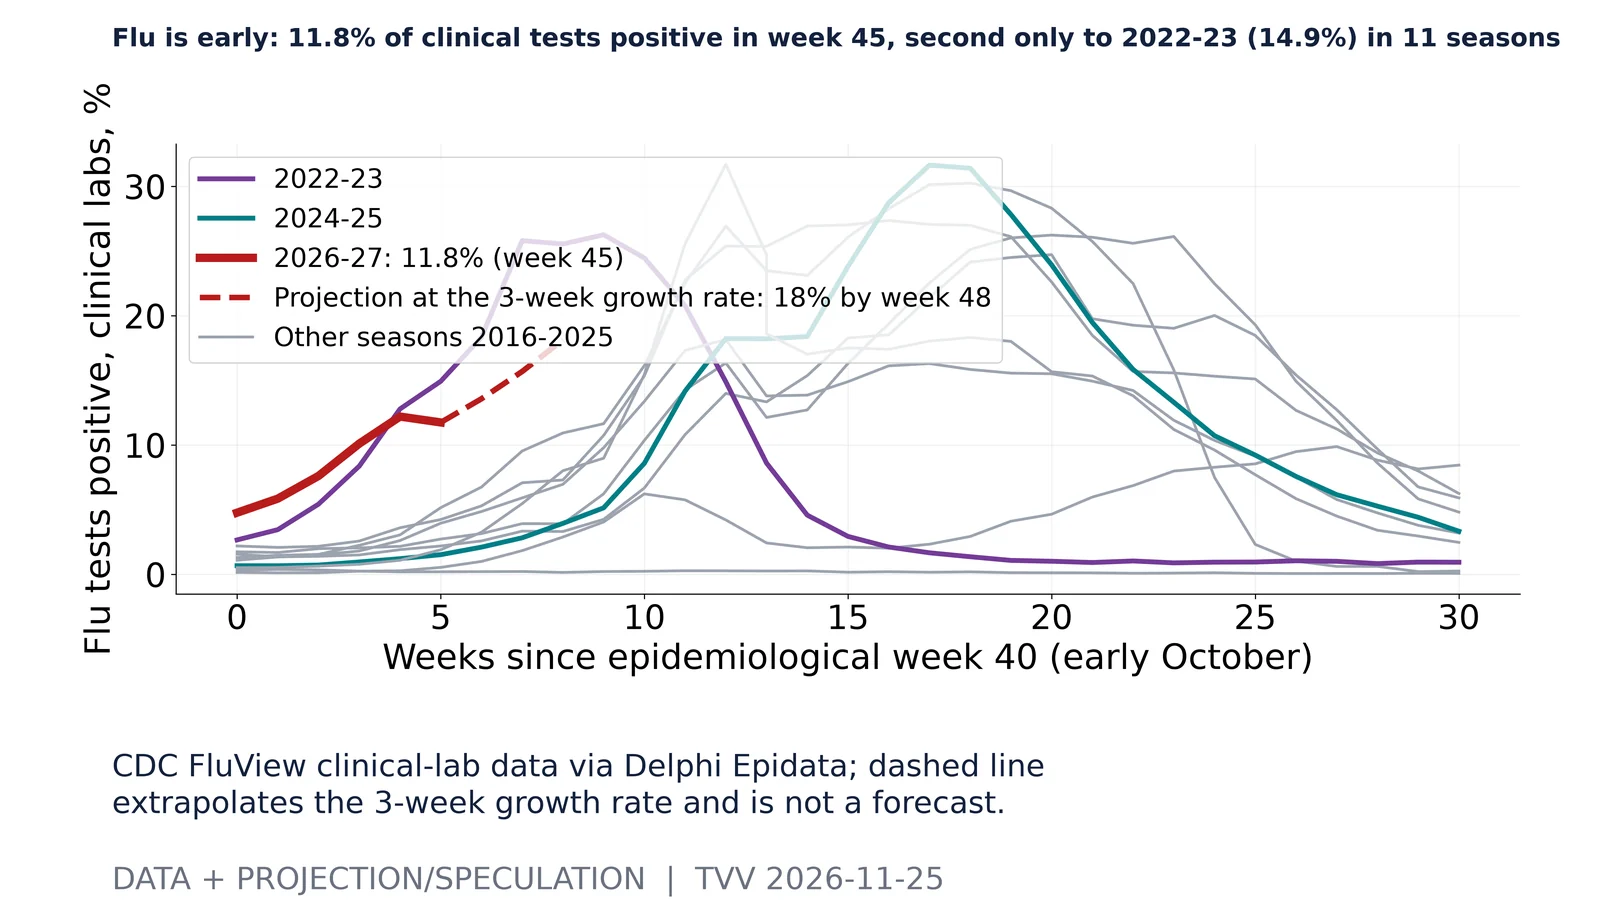 Flu is early: 11.8% of clinical tests positive in week 45, second only to 2022-23 (14.9%) in 11 seasons
Flu tests positive, clinical labs, %
30
20
10
0
2022-23
2024-25
2026-27: 11.8% (week 45)
Projection at the 3-week growth rate: 18% by week 48
Other seasons 2016-2025
0 5 10 15 20 25 30
Weeks since epidemiological week 40 (early October)
CDC FluView clinical-lab data via Delphi Epidata; dashed line
extrapolates the 3-week growth rate and is not a forecast.
DATA + PROJECTION/SPECULATION | TVV 2026-11-25